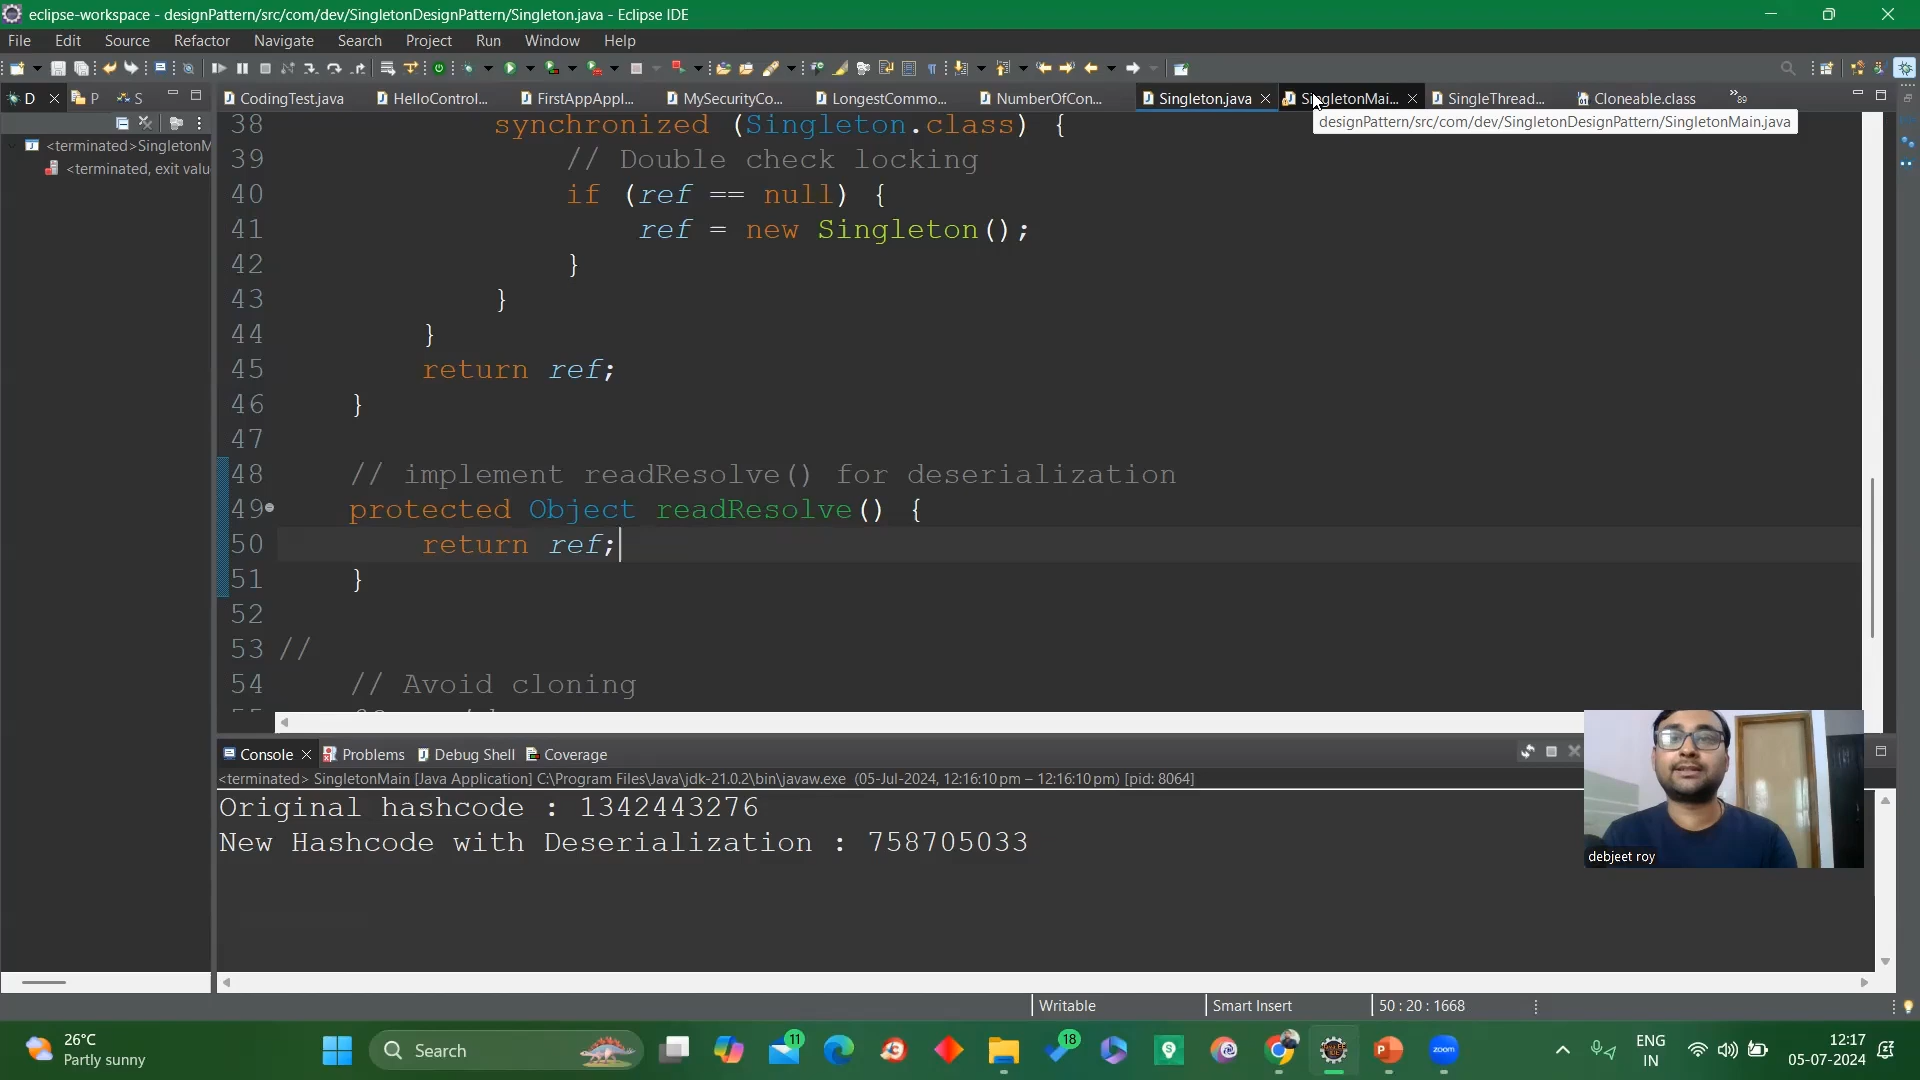 eclipse-workspace - designPattern/src/com/dev/SingletonDesignPattern/Singleton.java - Eclipse IDE
File Edit Source Refactor Navigate Search Project Run Window Help
D P S
CodingTest.java HelloControl... FirstAppAppl... MySecurityCo... LongestCommo... NumberOfCon... Singleton.java SingletonMai... SingleThread... Cloneable.class 89
designPattern/src/com/dev/SingletonDesignPattern/SingletonMain.java
<terminated>SingletonM
<terminated, exit valu
38 synchronized (Singleton.class) {
39 // Double check locking
40 if (ref == null) {
41 ref = new Singleton();
42 }
43 }
44 }
45 return ref;
46 }
47
48 // implement readResolve() for deserialization
49 protected Object readResolve() {
50 return ref;
51 }
52
53 //
54 // Avoid cloning
Console Problems Debug Shell Coverage
<terminated> SingletonMain [Java Application] C:\Program Files\Java\jdk-21.0.2\bin\javaw.exe (05-Jul-2024, 12:16:10 pm – 12:16:10 pm) [pid: 8064]
Original hashcode : 1342443276
New Hashcode with Deserialization : 758705033
debjeet roy
Writable Smart Insert 50 : 20 : 1668
26°C
Partly sunny
Search
11
18
zoom
ENG
IN
12:17
05-07-2024